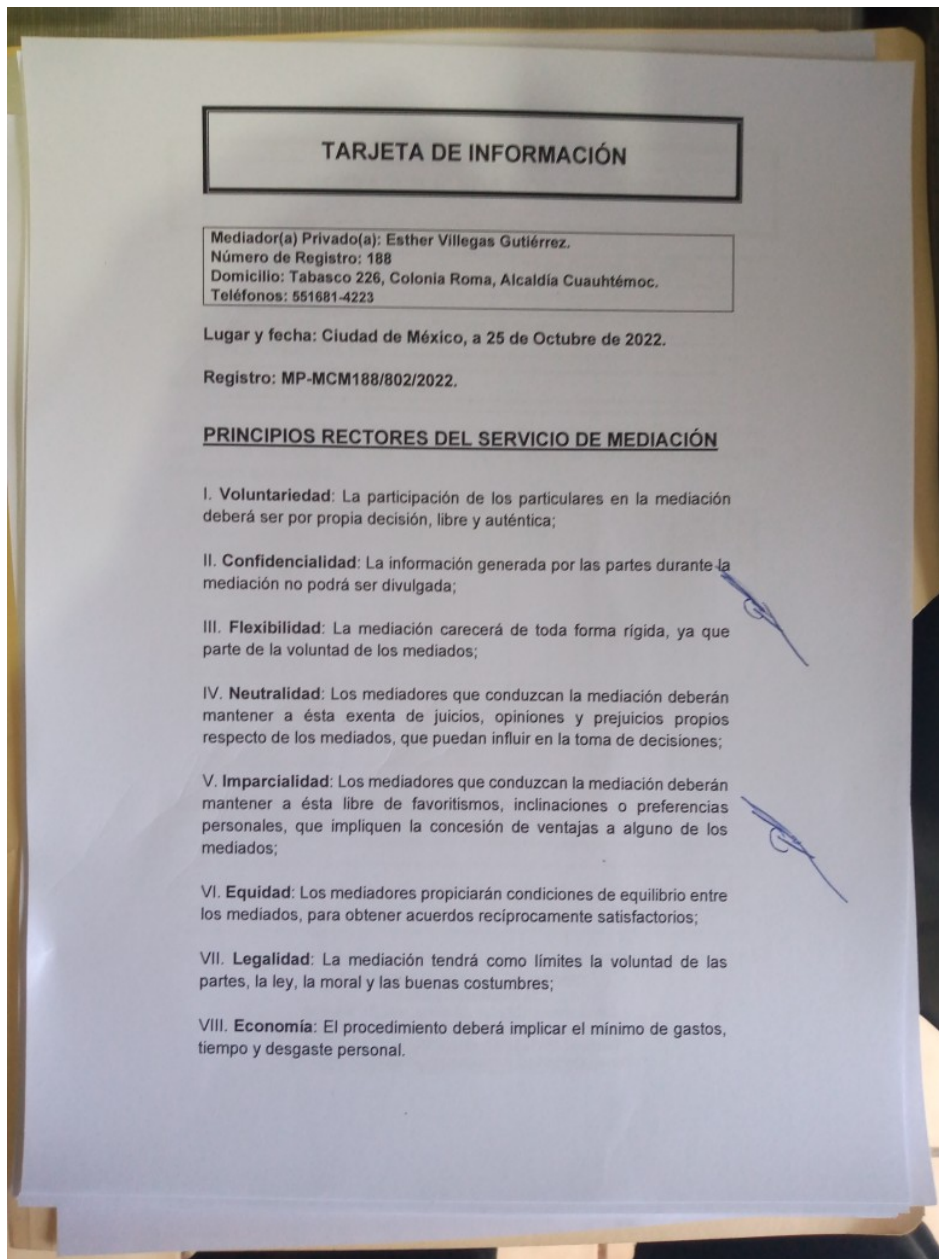 TARJETA DE INFORMACIÓN
Mediador(a) Privado(a): Esther Villegas Gutiérrez.
Número de Registro: 188
Domicilio: Tabasco 226, Colonia Roma, Alcaldía Cuauhtémoc.
Teléfonos: 551681-4223
Lugar y fecha: Ciudad de México, a 25 de Octubre de 2022.
Registro: MP-MCM188/802/2022.
PRINCIPIOS RECTORES DEL SERVICIO DE MEDIACIÓN
I. Voluntariedad: La participación de los particulares en la mediación
deberá ser por propia decisión, libre y auténtica;
II. Confidencialidad: La información generada por las partes durante la
mediación no podrá ser divulgada;
III. Flexibilidad: La mediación carecerá de toda forma rígida, ya que
parte de la voluntad de los mediados;
IV. Neutralidad: Los mediadores que conduzcan la mediación deberán
mantener a ésta exenta de juicios, opiniones y prejuicios propios
respecto de los mediados, que puedan influir en la toma de decisiones;
V. Imparcialidad: Los mediadores que conduzcan la mediación deberán
mantener a ésta libre de favoritismos, inclinaciones o preferencias
personales, que impliquen la concesión de ventajas a alguno de los
mediados;
VI. Equidad: Los mediadores propiciarán condiciones de equilibrio entre
los mediados, para obtener acuerdos recíprocamente satisfactorios;
VII. Legalidad: La mediación tendrá como límites la voluntad de las
partes, la ley, la moral y las buenas costumbres;
VIII. Economía: El procedimiento deberá implicar el mínimo de gastos,
tiempo y desgaste personal.